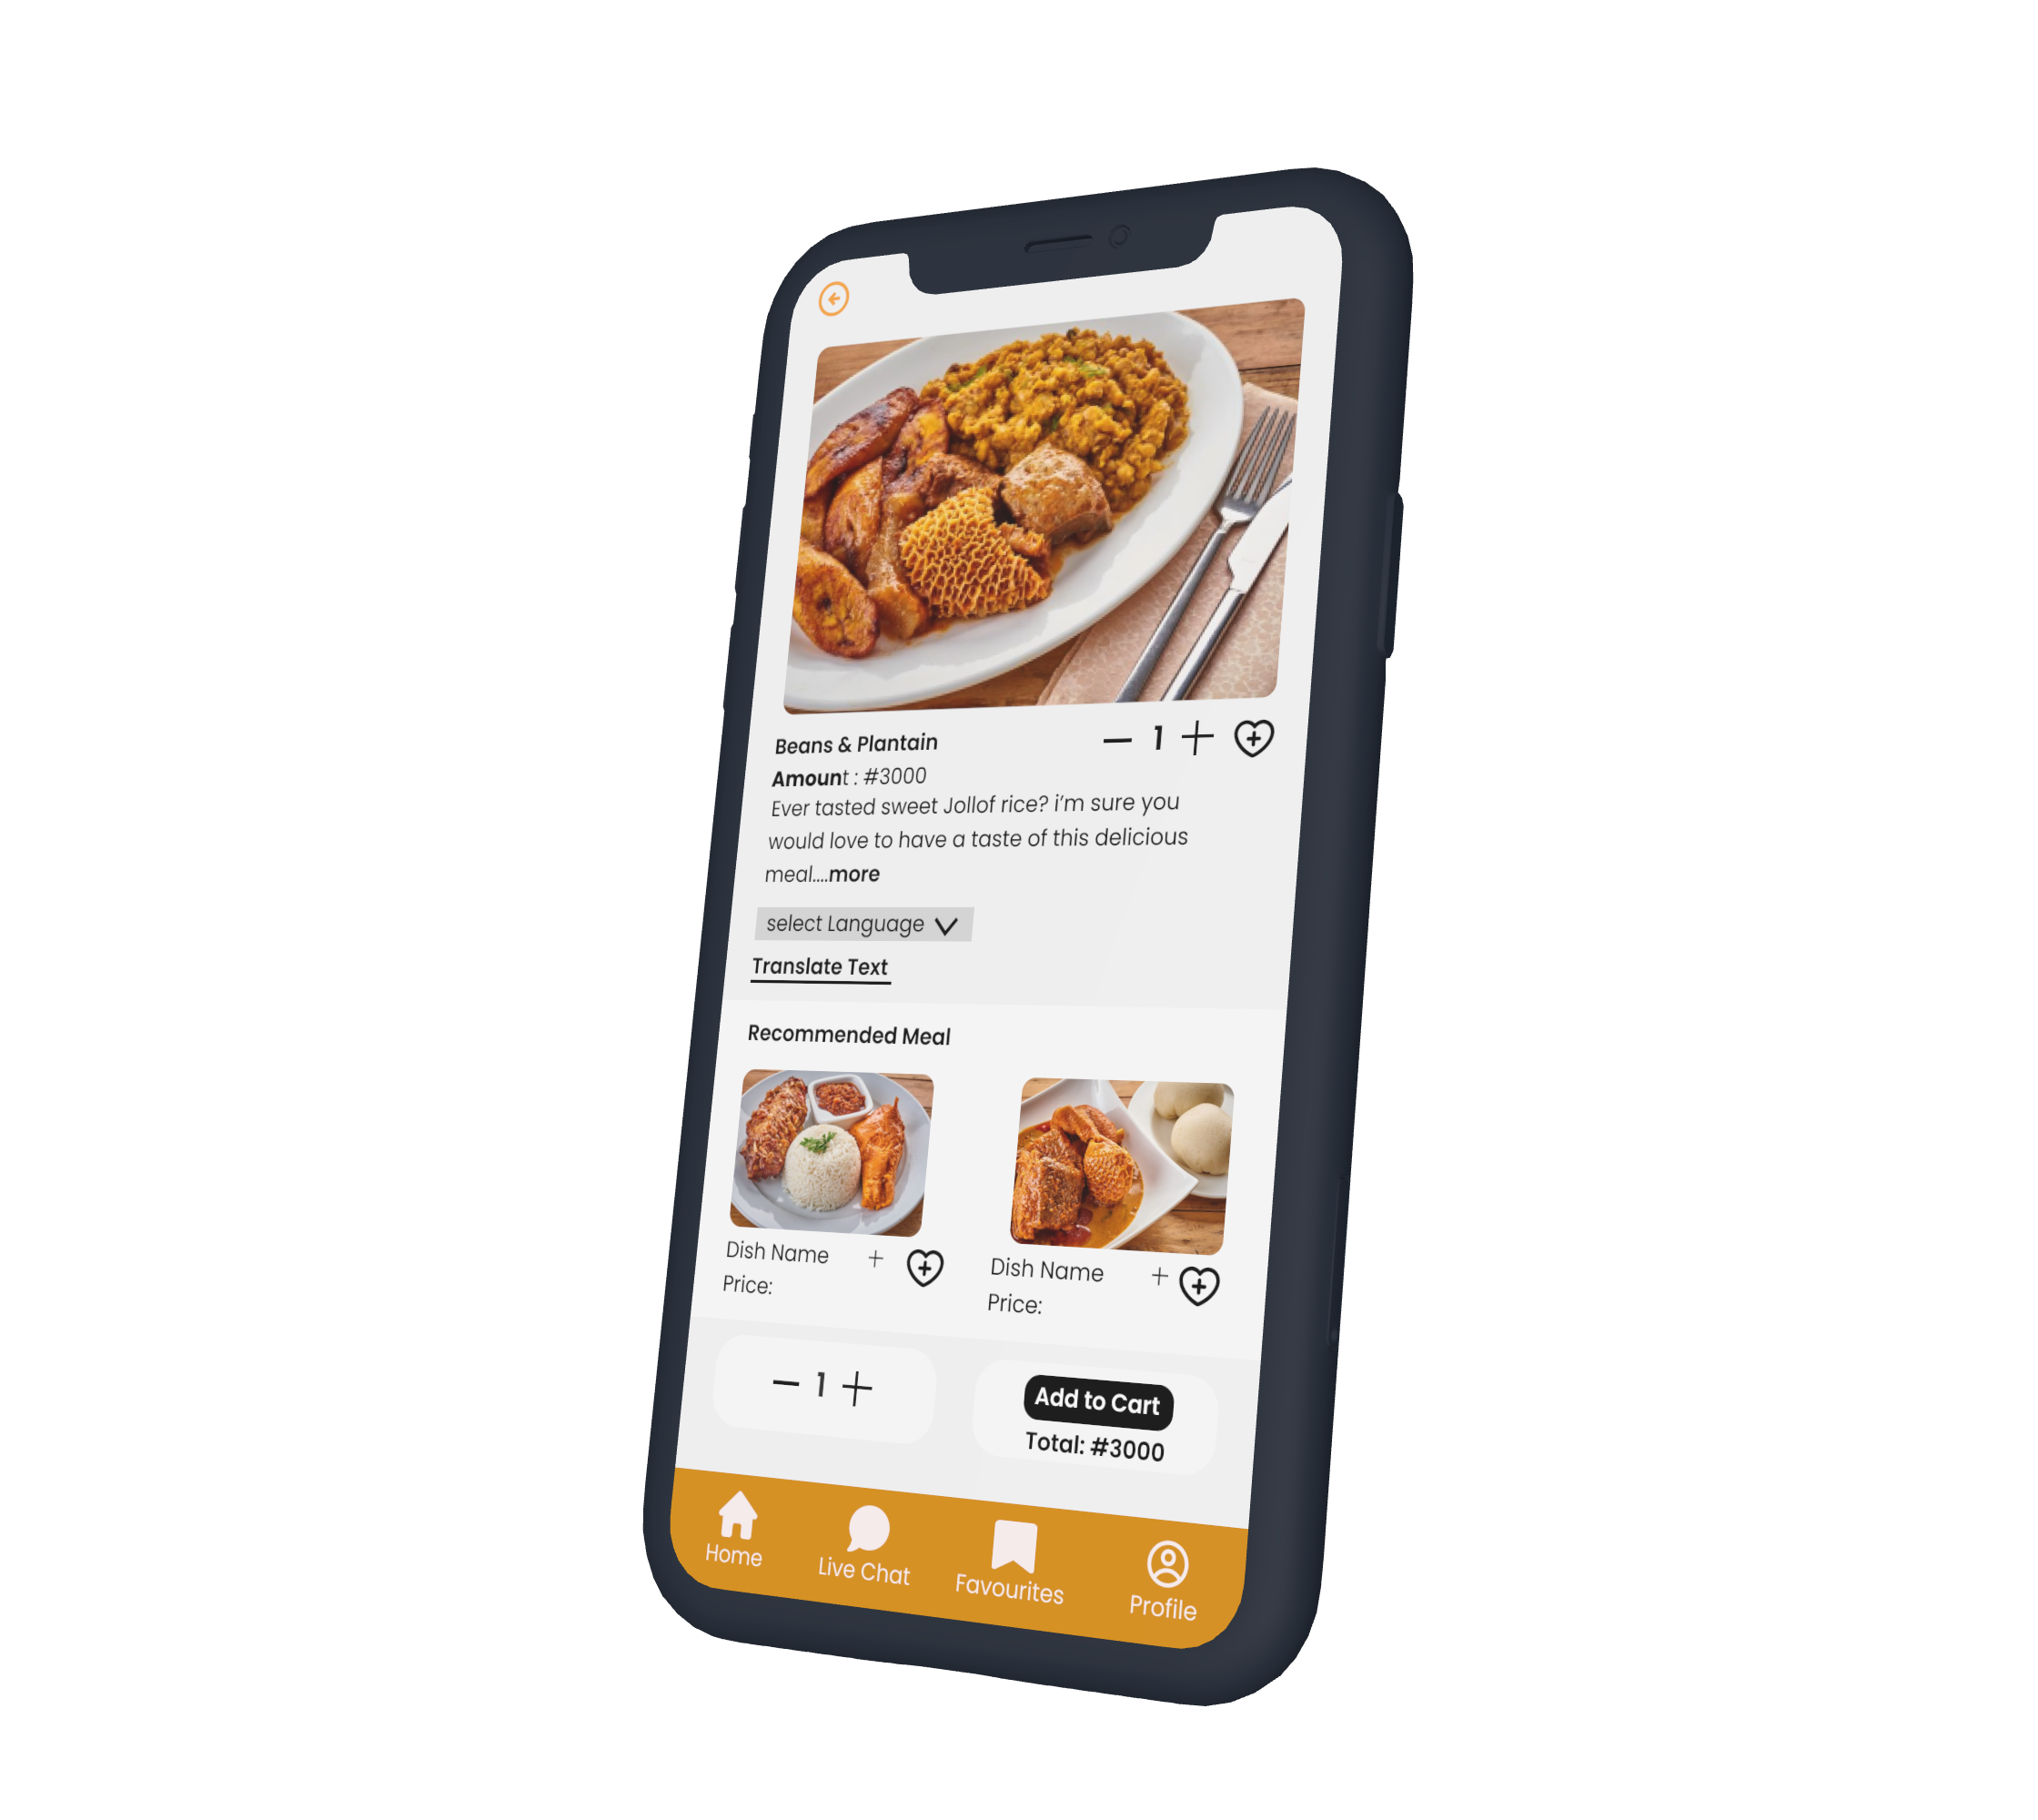 Beans & Plantain
1
Amount : #3000
Ever tasted sweet Jollof rice? i'm sure you
would love to have a taste of this delicious
meal....more
select Language
Translate Text
Recommended Meal
Dish Name +
Price:
Dish Name +
Price:
1
Add to Cart
Total: #3000
Home
Live Chat
Favourites
Profile